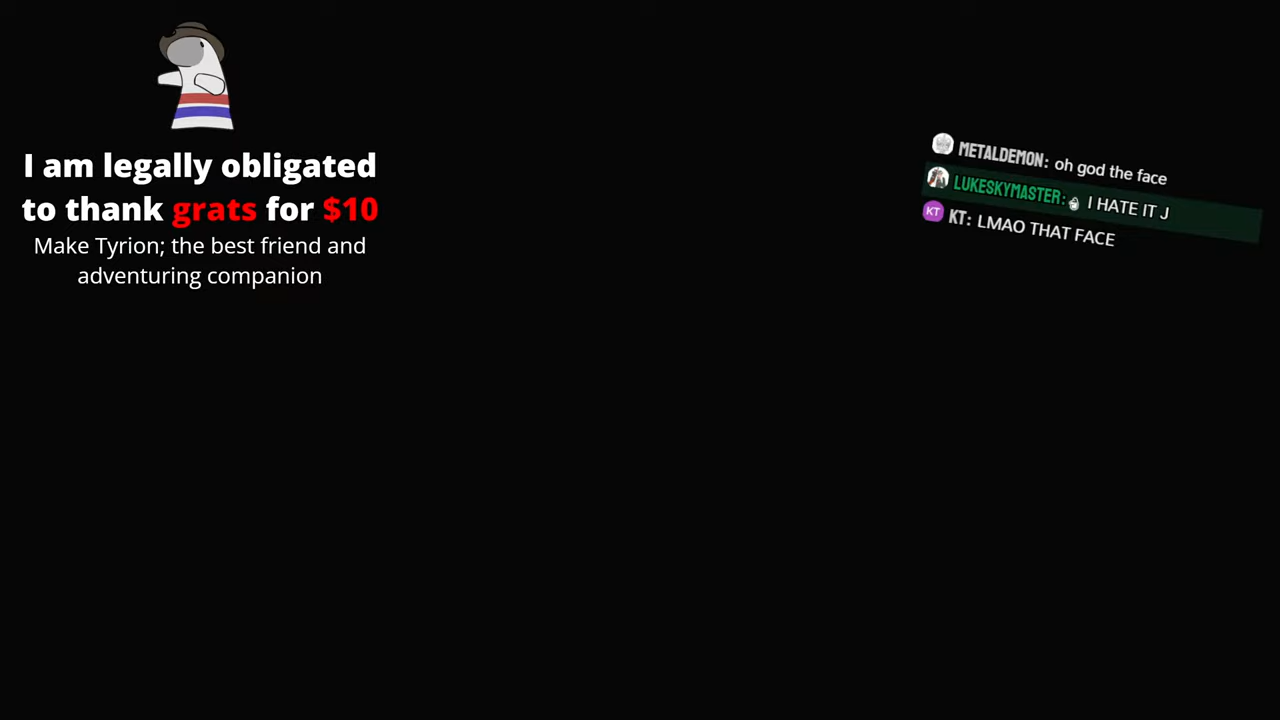 I am legally obligated
to thank grats for $10
Make Tyrion; the best friend and
adventuring companion
METALDEMON: oh god the face
LUKESKYMASTER: I HATE IT J
KT KT: LMAO THAT FACE